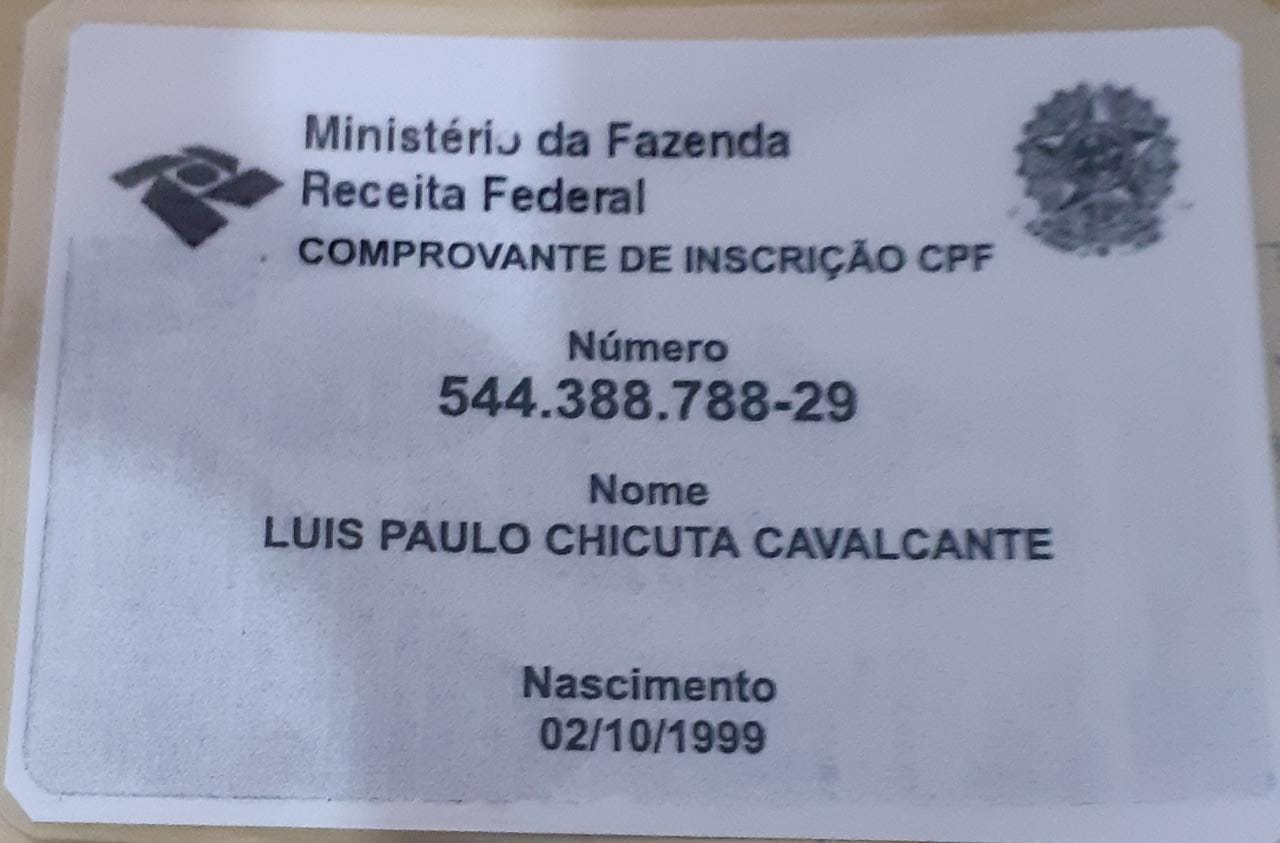 Ministério da Fazenda
Receita Federal
COMPROVANTE DE INSCRIÇÃO CPF
Número
544.388.788-29
Nome
LUIS PAULO CHICUTA CAVALCANTE
Nascimento
02/10/1999